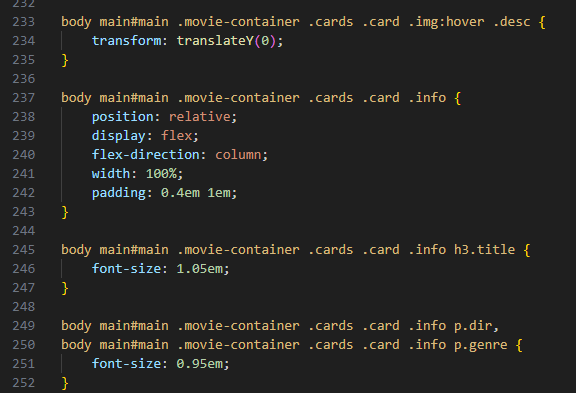 232
233 body main#main .movie-container .cards .card .img:hover .desc {
234     transform: translateY(0);
235 }
236
237 body main#main .movie-container .cards .card .info {
238     position: relative;
239     display: flex;
240     flex-direction: column;
241     width: 100%;
242     padding: 0.4em 1em;
243 }
244
245 body main#main .movie-container .cards .card .info h3.title {
246     font-size: 1.05em;
247 }
248
249 body main#main .movie-container .cards .card .info p.dir,
250 body main#main .movie-container .cards .card .info p.genre {
251     font-size: 0.95em;
252 }